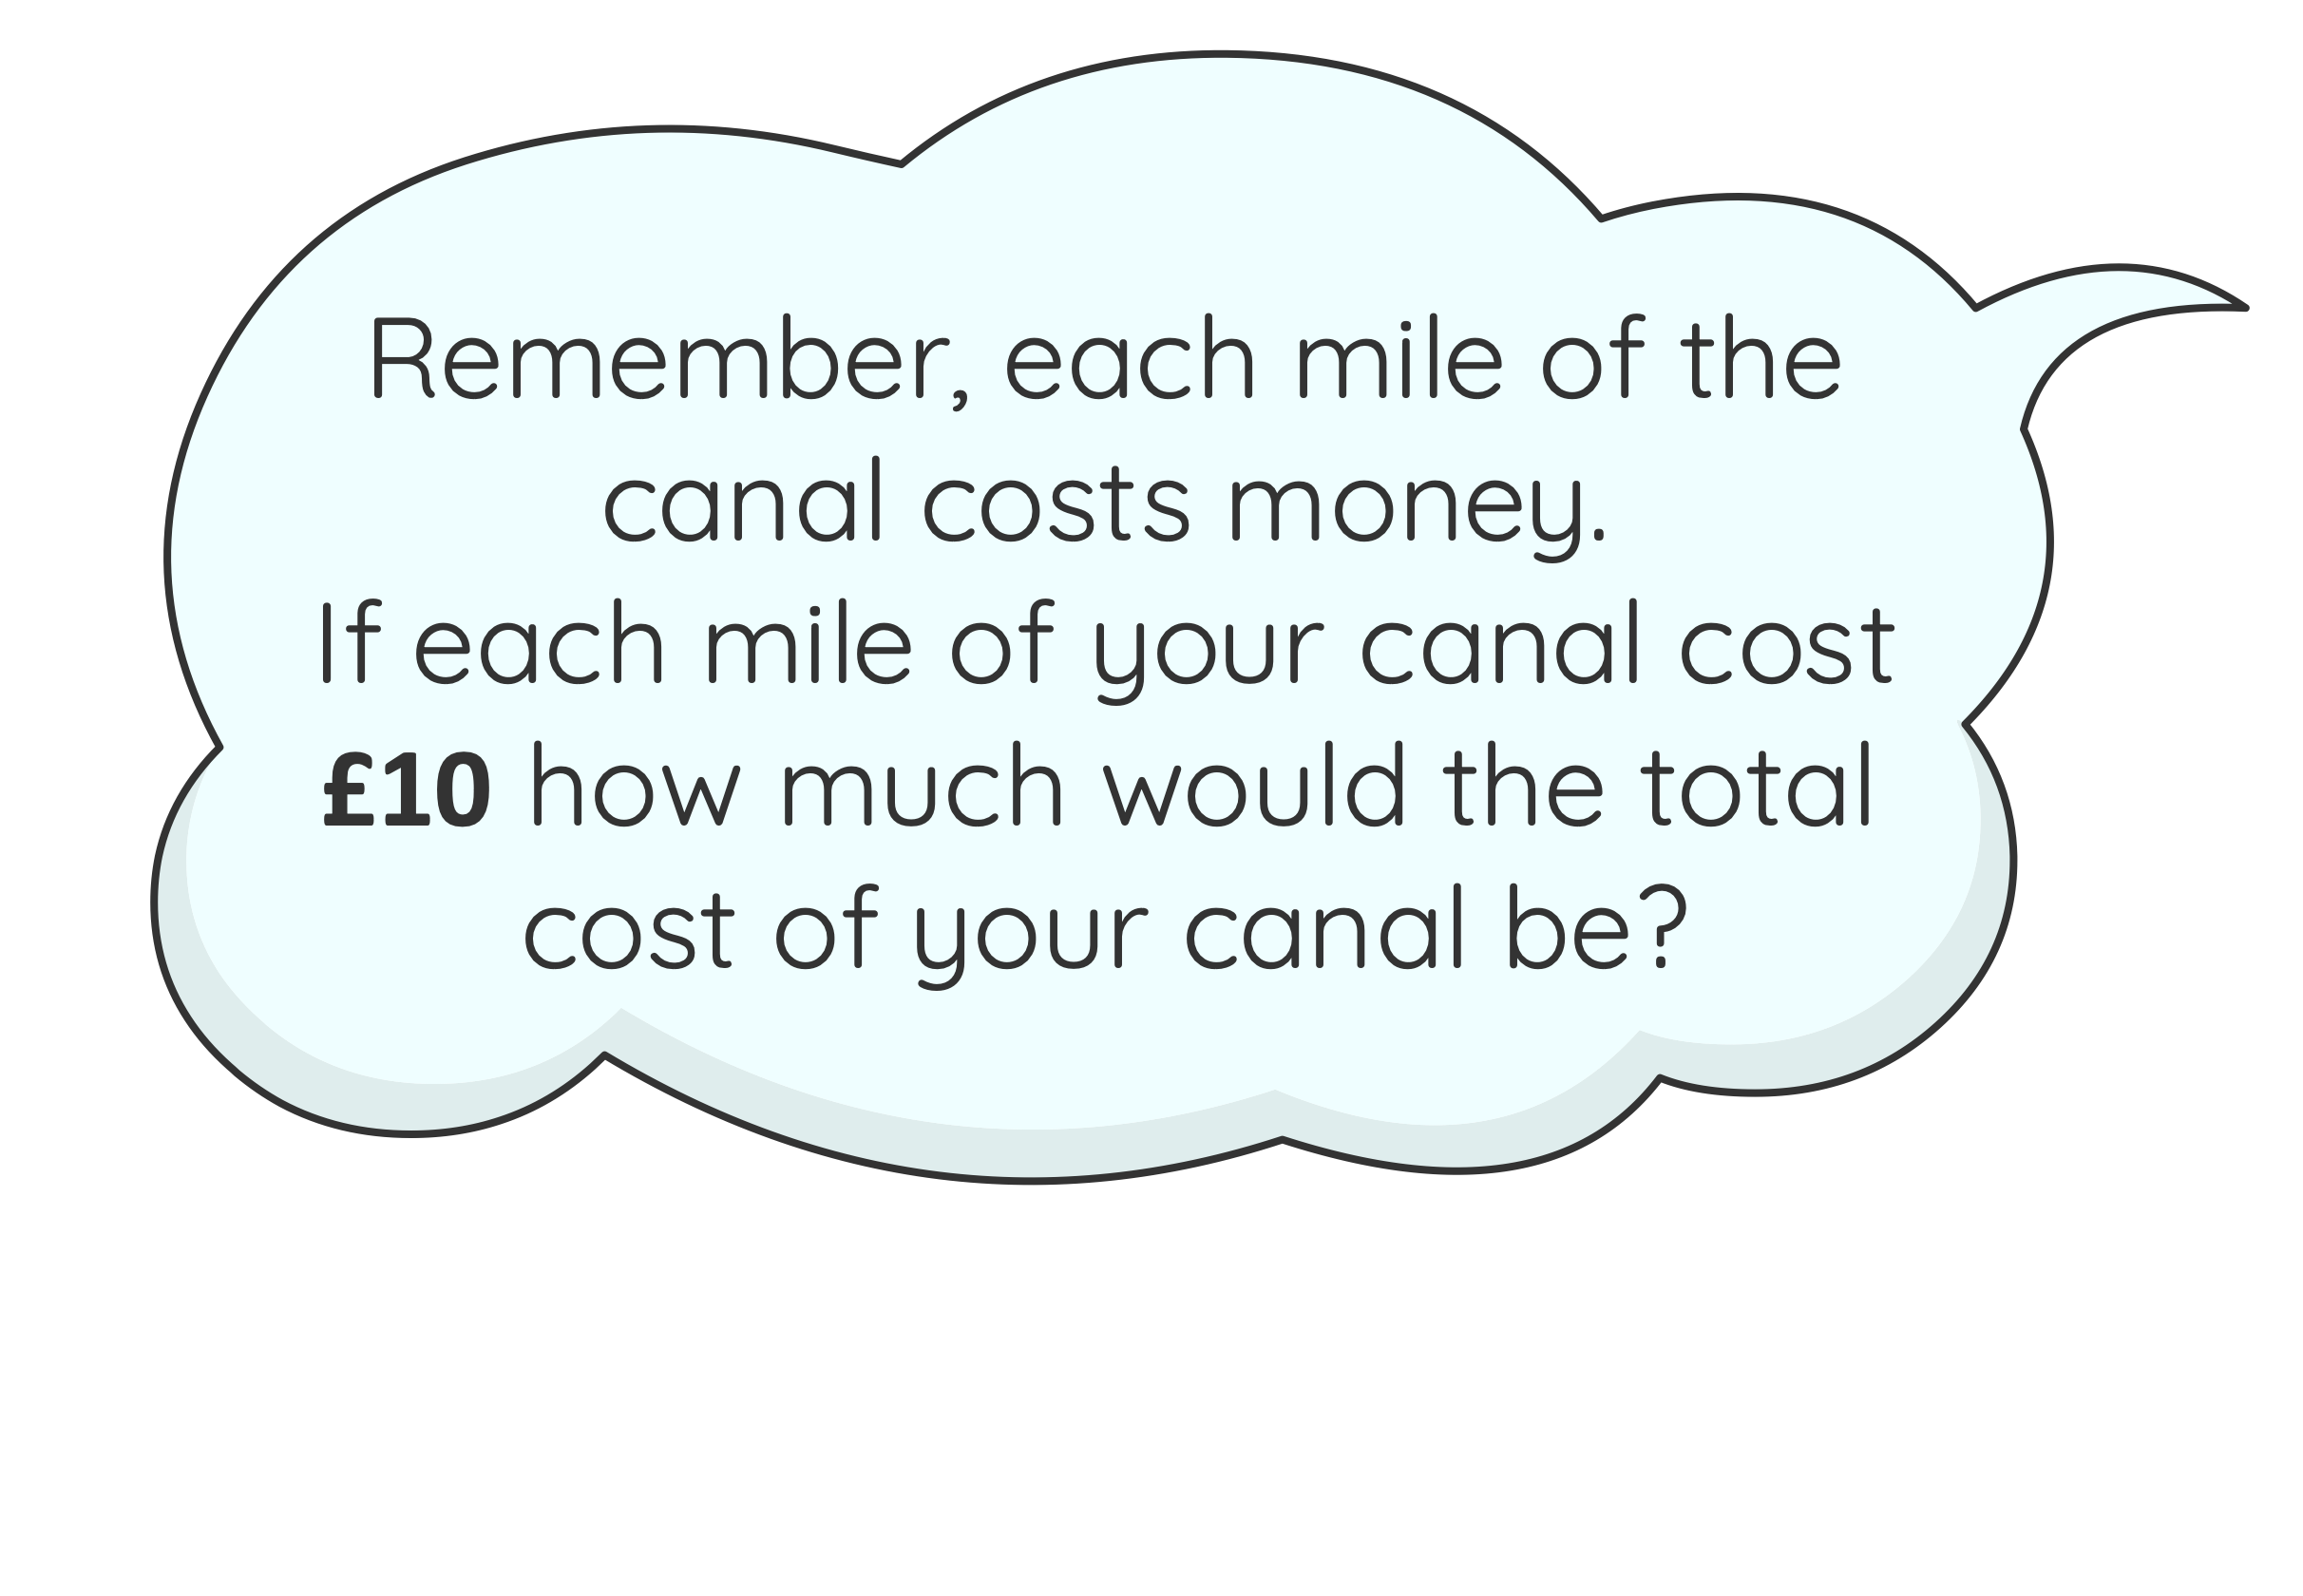 Remember, each mile of the
canal costs money.
If each mile of your canal cost
£10 how much would the total
cost of your canal be?